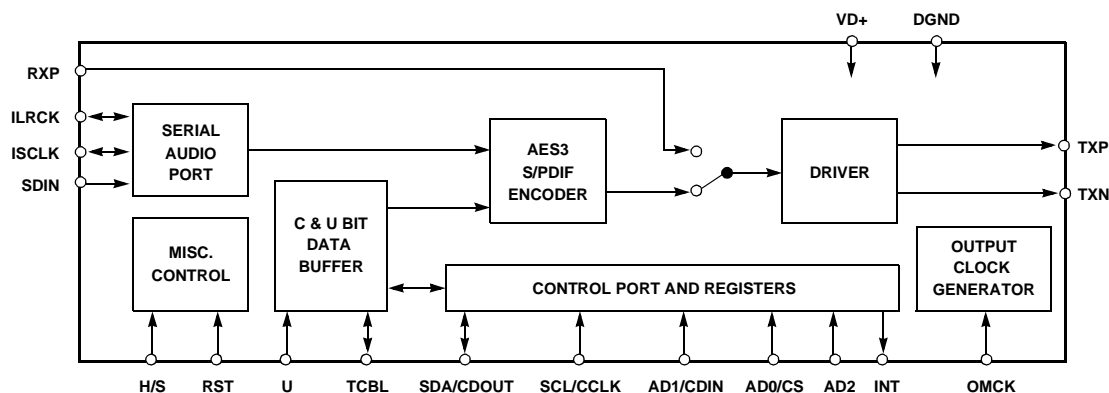 VD+ DGND
RXP
ILRCK
ISCLK
SDIN
SERIAL
AUDIO
PORT
AES3
S/PDIF
ENCODER
DRIVER
TXP
TXN
C & U BIT
DATA
BUFFER
MISC.
CONTROL
CONTROL PORT AND REGISTERS
OUTPUT
CLOCK
GENERATOR
H/S RST U TCBL SDA/CDOUT SCL/CCLK AD1/CDIN AD0/CS AD2 INT OMCK